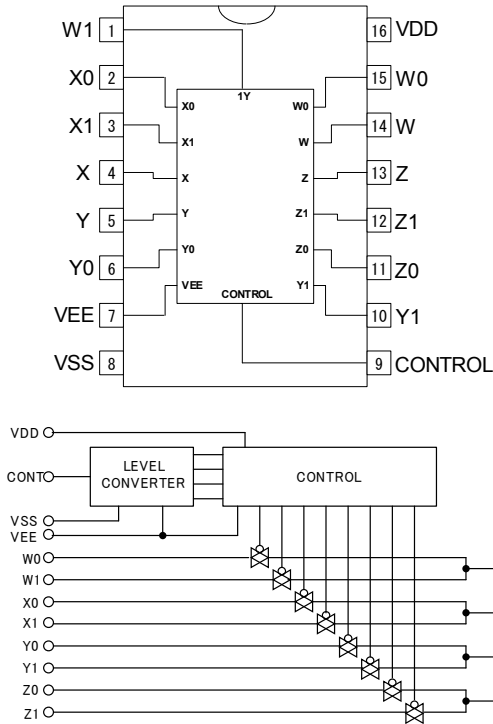 W1 1 16 VDD
X0 2 15 W0
1Y
X0 W0
X1 3 14 W
X1 W
X 4 13 Z
X Z
Y 5 12 Z1
Y Z1
Y0 6 11 Z0
Y0 Z0
VEE 7 10 Y1
VEE Y1
CONTROL
VSS 8 9 CONTROL
VDD
CONT
LEVEL
CONVERTER
CONTROL
VSS
VEE
W0
W1
X0
X1
Y0
Y1
Z0
Z1